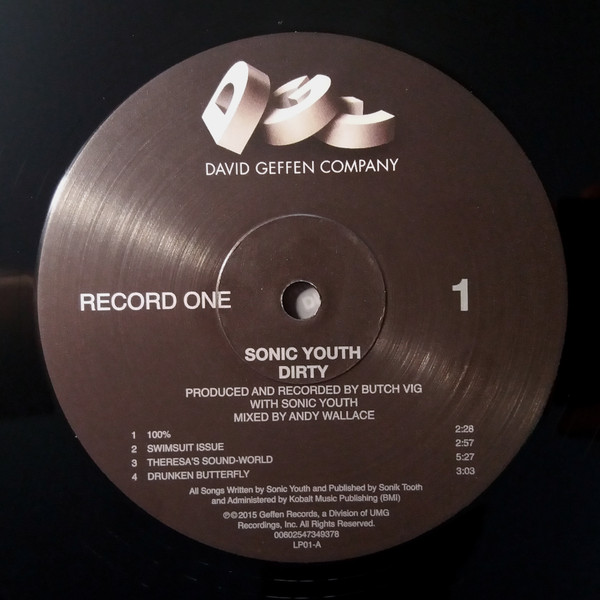 DGC
DAVID GEFFEN COMPANY
RECORD ONE
1
SONIC YOUTH
DIRTY
PRODUCED AND RECORDED BY BUTCH VIG
WITH SONIC YOUTH
MIXED BY ANDY WALLACE
1 100% 2:28
2 SWIMSUIT ISSUE 2:57
3 THERESA'S SOUND-WORLD 5:27
4 DRUNKEN BUTTERFLY 3:03
All Songs Written by Sonic Youth and Published by Sonik Tooth
and Administered by Kobalt Music Publishing (BMI)
℗©2015 Geffen Records, a Division of UMG
Recordings, Inc. All Rights Reserved.
00602547349378
LP01-A